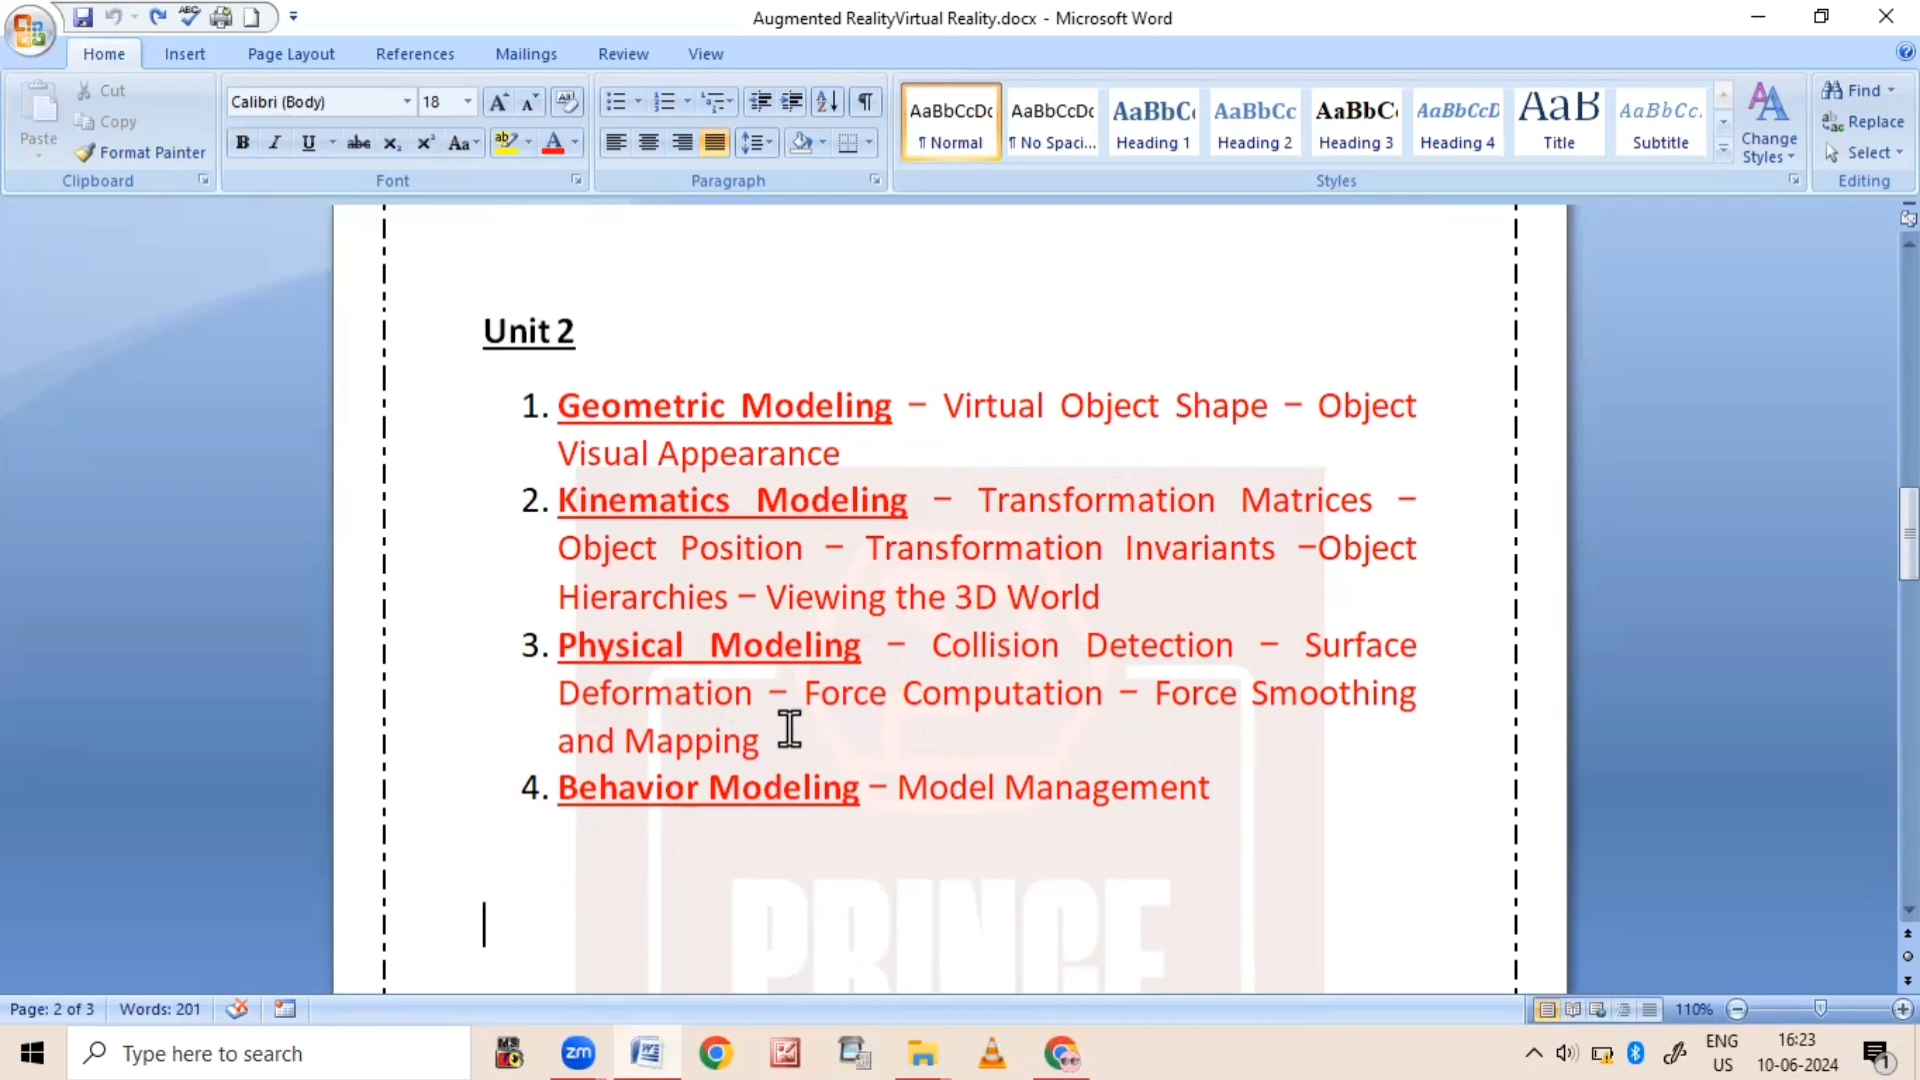 Augmented RealityVirtual Reality.docx - Microsoft Word
Home Insert Page Layout References Mailings Review View
Paste Cut Copy Format Painter Clipboard
Calibri (Body) 18 Font
Paragraph
AaBbCcDc AaBbCcDc AaBbC AaBbCc AaBbC AaBbCcD AaB AaBbCc.
¶ Normal ¶ No Spaci... Heading 1 Heading 2 Heading 3 Heading 4 Title Subtitle
Change Styles
Styles
Find Replace Select Editing
Unit 2
1. Geometric Modeling – Virtual Object Shape – Object
Visual Appearance
2. Kinematics Modeling – Transformation Matrices –
Object Position – Transformation Invariants –Object
Hierarchies – Viewing the 3D World
3. Physical Modeling – Collision Detection – Surface
Deformation – Force Computation – Force Smoothing
and Mapping
4. Behavior Modeling – Model Management
PRINCE
Page: 2 of 3 Words: 201 110%
Type here to search
zm
ENG
US
16:23
10-06-2024
1